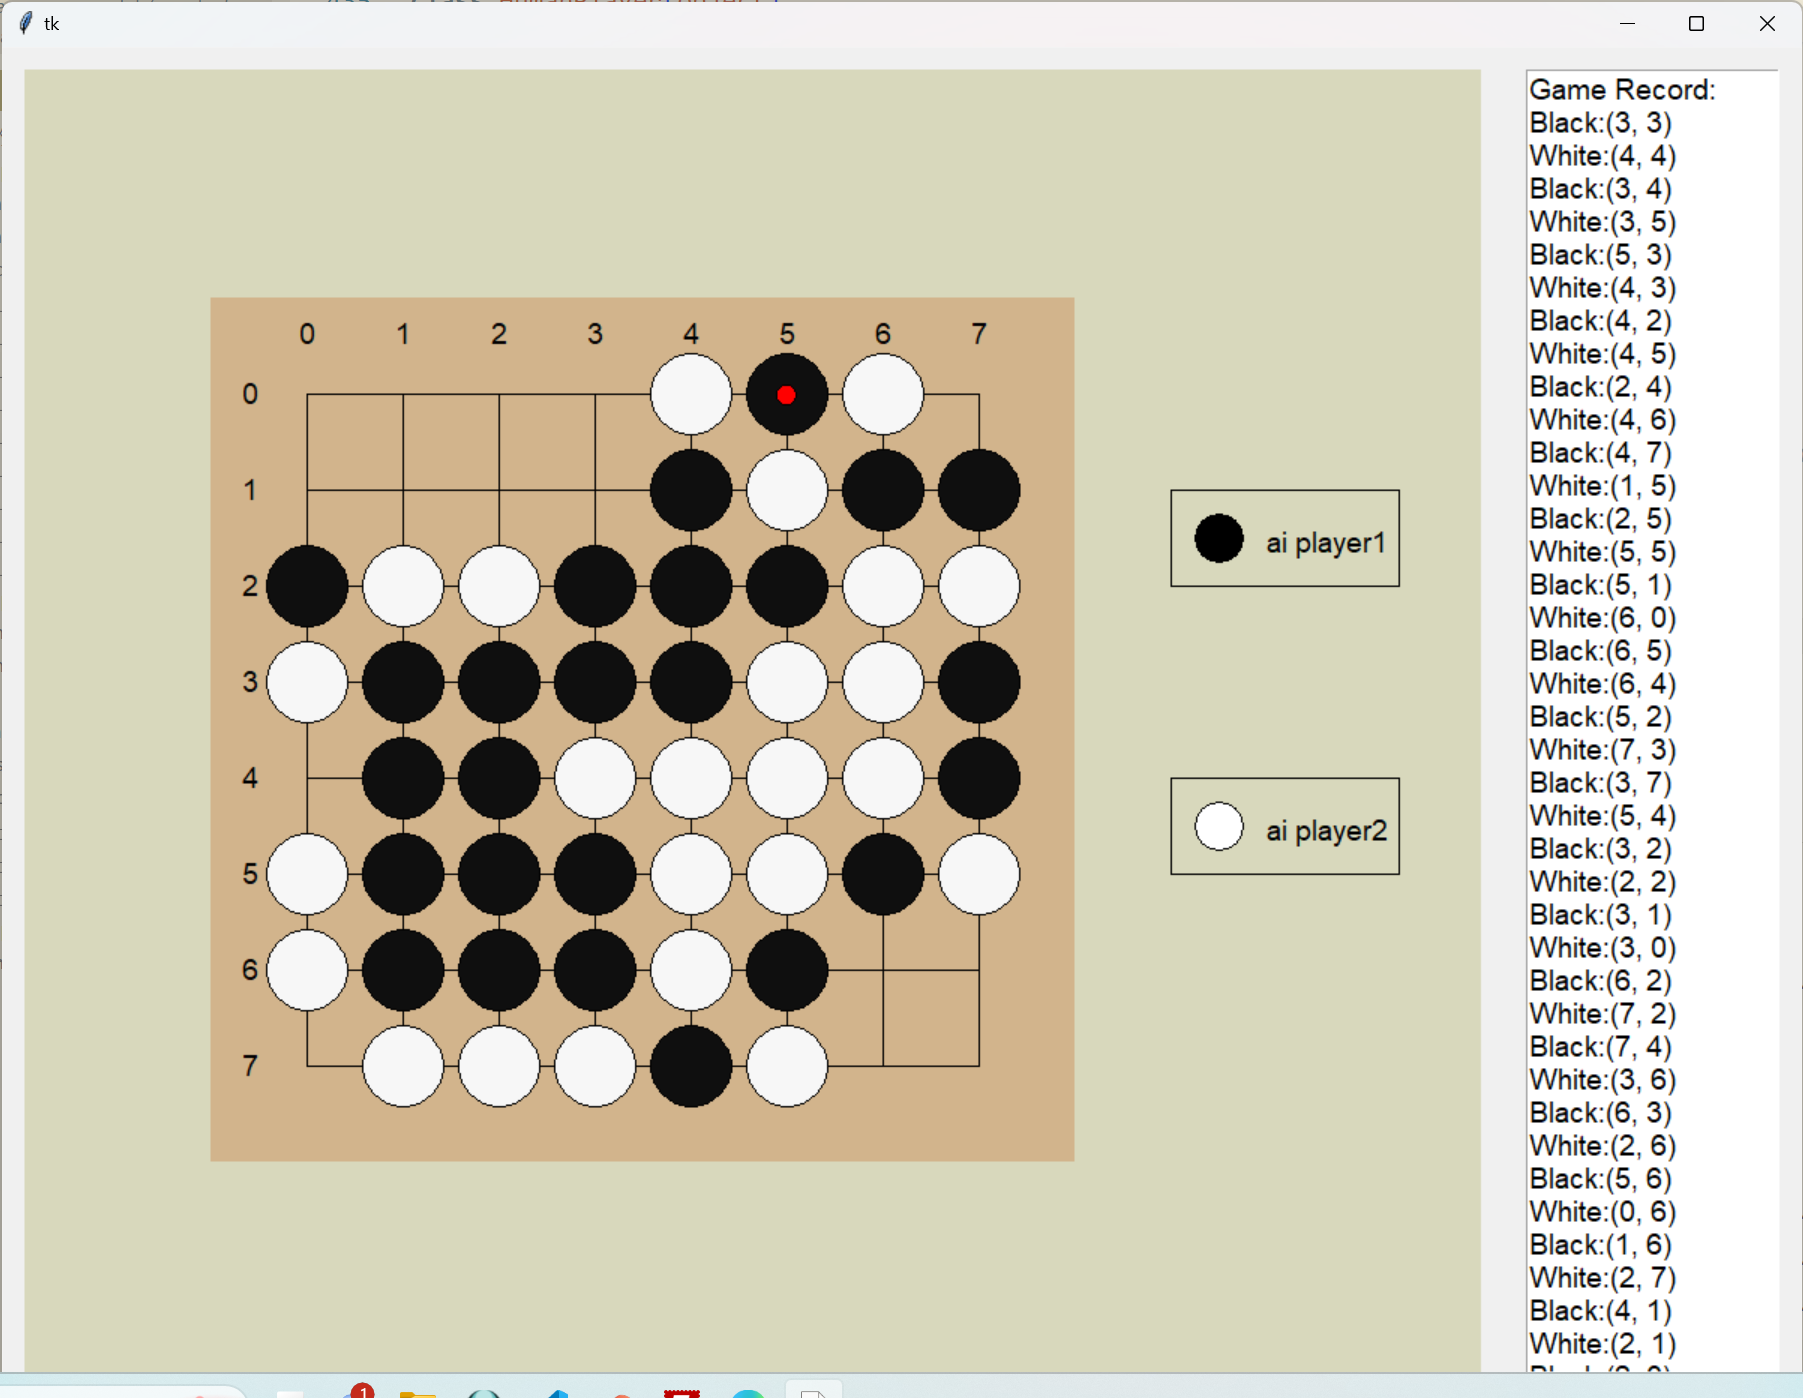 tk
0 1 2 3 4 5 6 7
0
1
2
3
4
5
6
7
ai player1
ai player2
Game Record:
Black:(3, 3)
White:(4, 4)
Black:(3, 4)
White:(3, 5)
Black:(5, 3)
White:(4, 3)
Black:(4, 2)
White:(4, 5)
Black:(2, 4)
White:(4, 6)
Black:(4, 7)
White:(1, 5)
Black:(2, 5)
White:(5, 5)
Black:(5, 1)
White:(6, 0)
Black:(6, 5)
White:(6, 4)
Black:(5, 2)
White:(7, 3)
Black:(3, 7)
White:(5, 4)
Black:(3, 2)
White:(2, 2)
Black:(3, 1)
White:(3, 0)
Black:(6, 2)
White:(7, 2)
Black:(7, 4)
White:(3, 6)
Black:(6, 3)
White:(2, 6)
Black:(5, 6)
White:(0, 6)
Black:(1, 6)
White:(2, 7)
Black:(4, 1)
White:(2, 1)
1